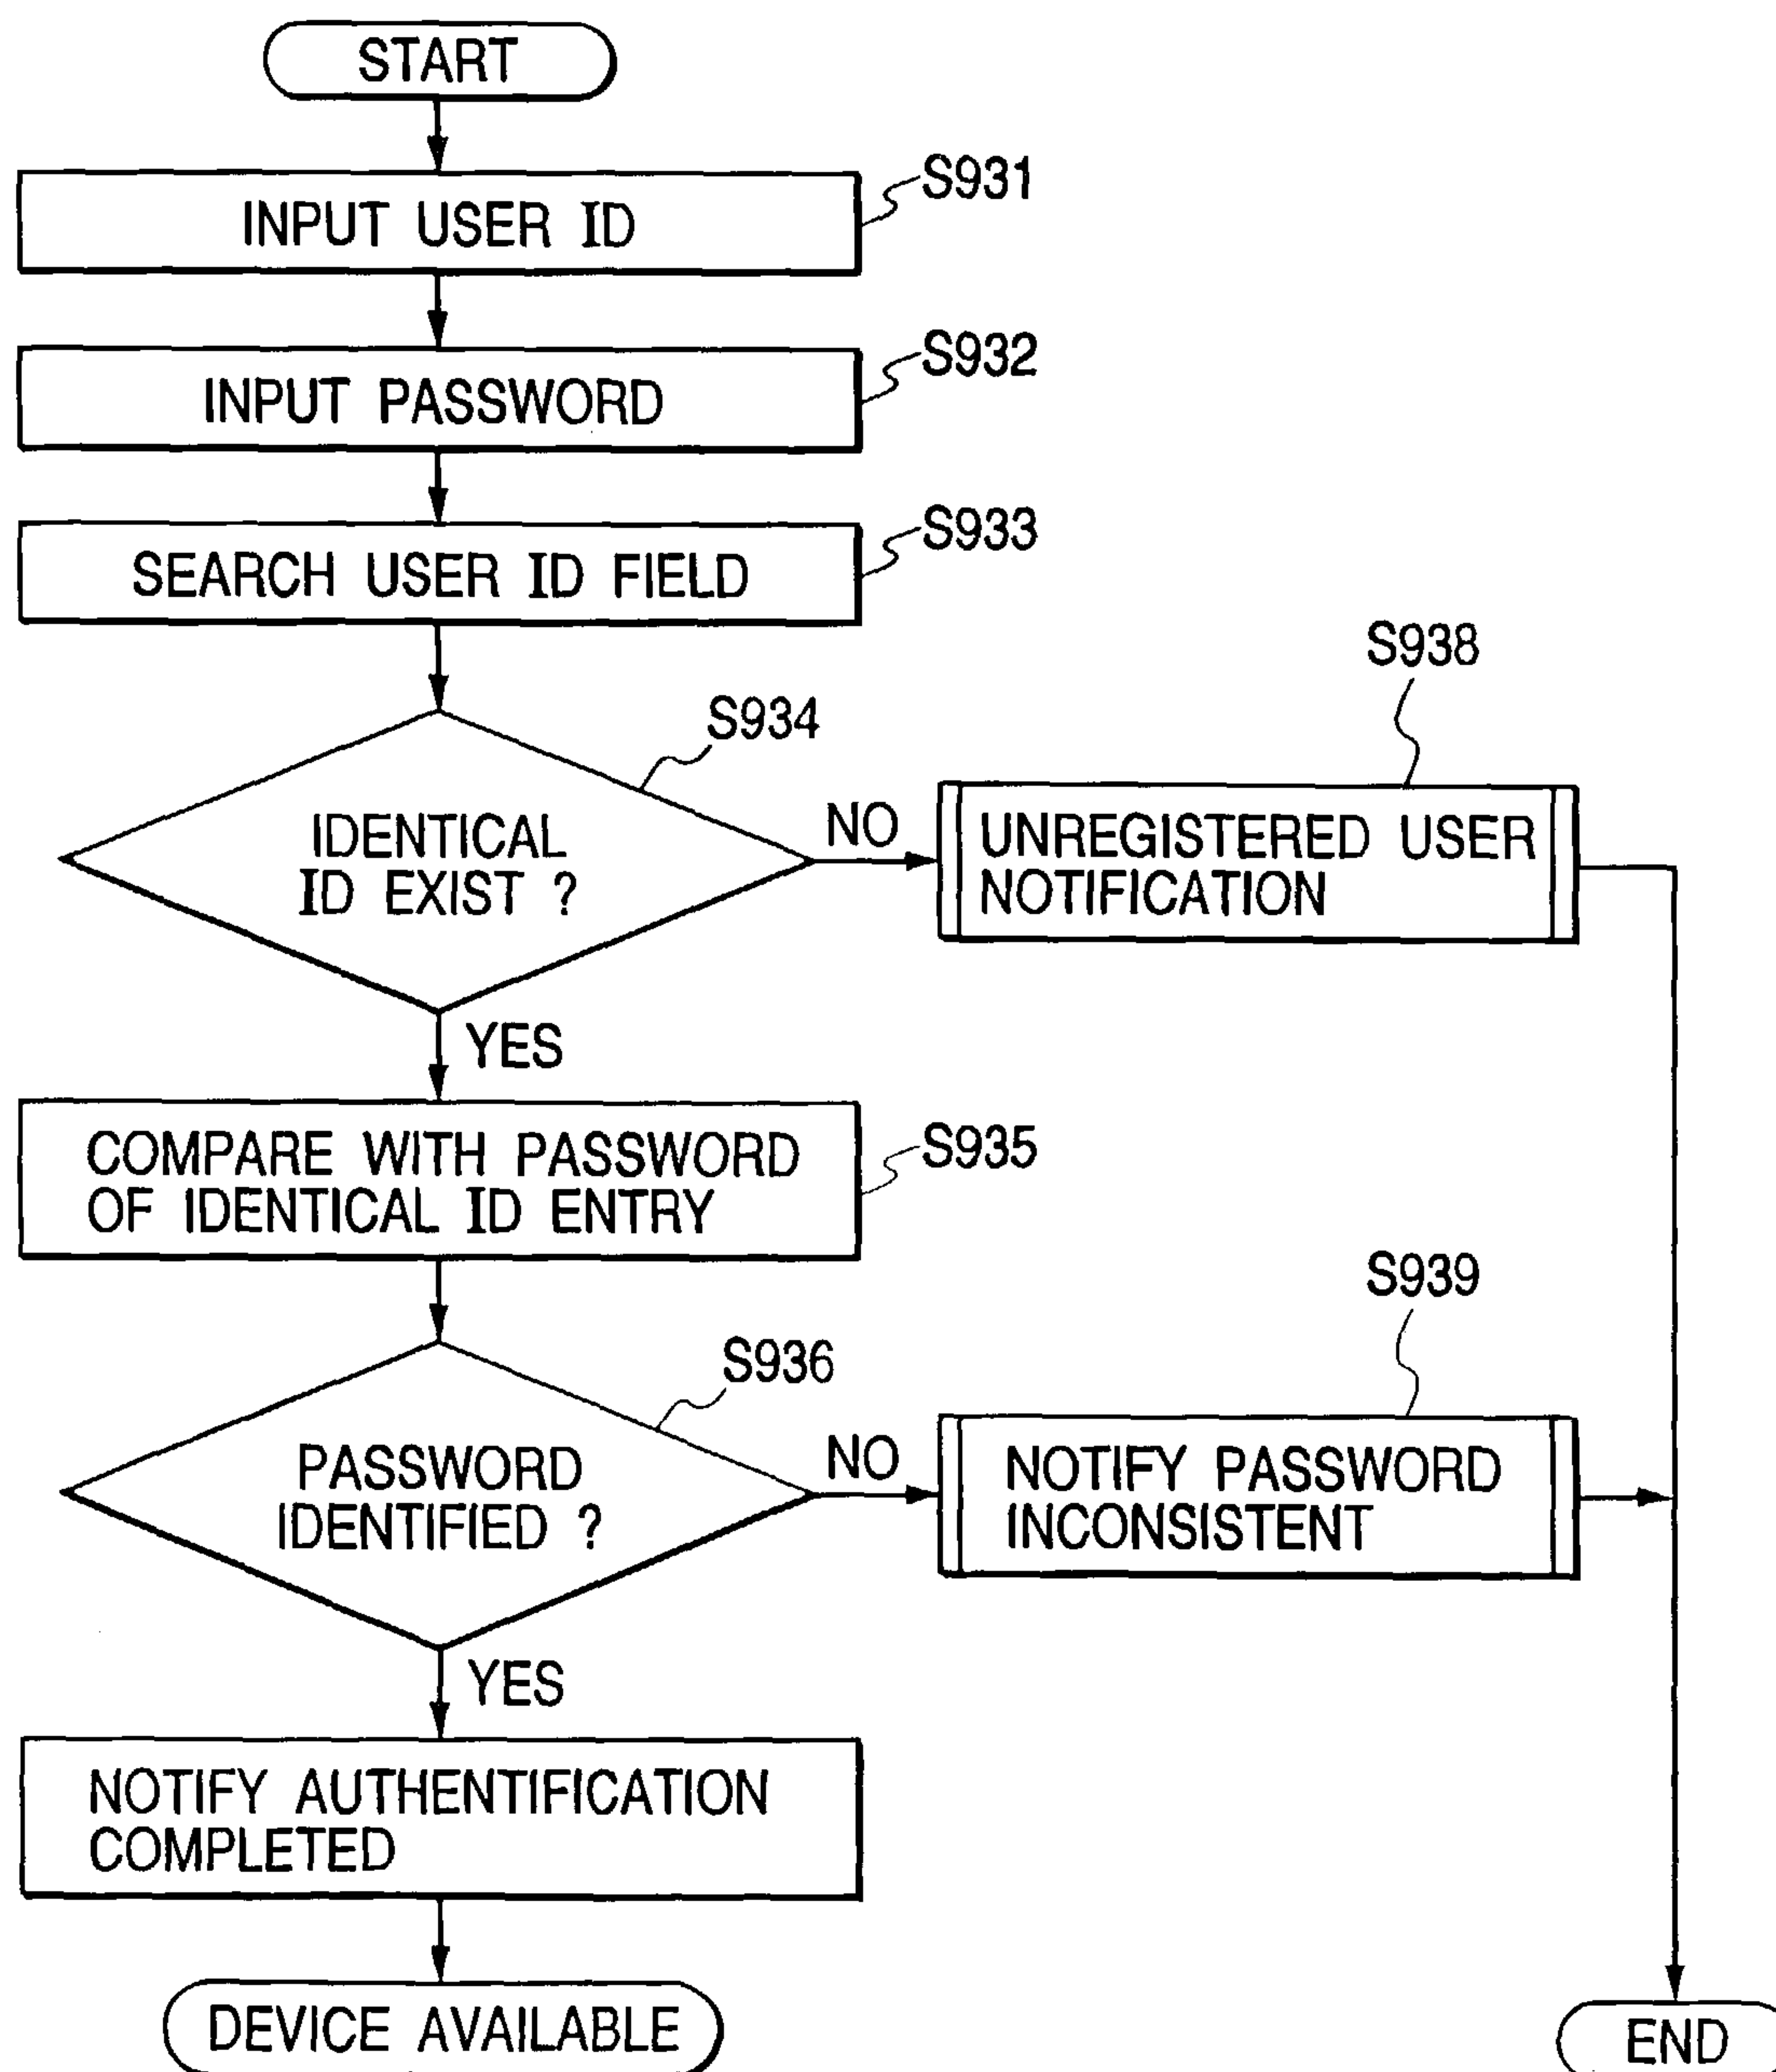 START
INPUT USER ID
S931
INPUT PASSWORD
S932
SEARCH USER ID FIELD
S933
IDENTICAL
ID EXIST ?
S934
NO
UNREGISTERED USER
NOTIFICATION
S938
YES
COMPARE WITH PASSWORD
OF IDENTICAL ID ENTRY
S935
PASSWORD
IDENTIFIED ?
S936
NO
NOTIFY PASSWORD
INCONSISTENT
S939
YES
NOTIFY AUTHENTIFICATION
COMPLETED
DEVICE AVAILABLE
END